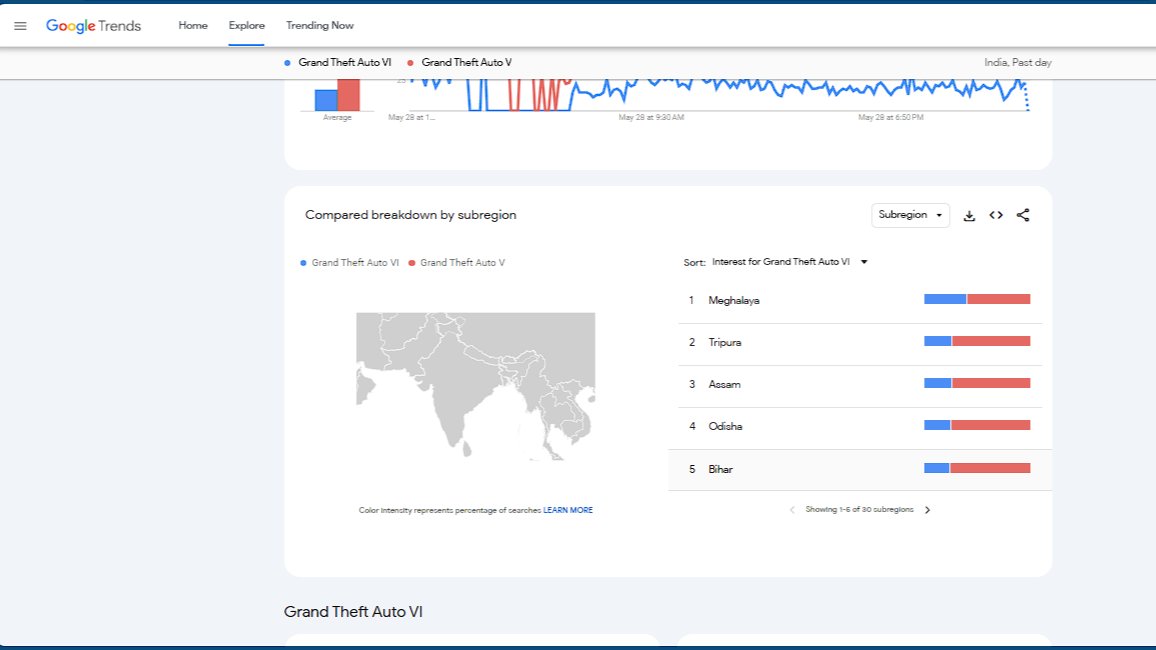 Google Trends Home Explore Trending Now
Grand Theft Auto VI Grand Theft Auto V India, Past day
Average May 28 at 1... May 28 at 9:30 AM May 28 at 6:50 PM
Compared breakdown by subregion Subregion
Grand Theft Auto VI Grand Theft Auto V Sort: Interest for Grand Theft Auto VI
1 Meghalaya
2 Tripura
3 Assam
4 Odisha
5 Bihar
Color intensity represents percentage of searches LEARN MORE Showing 1-6 of 30 subregions
Grand Theft Auto VI